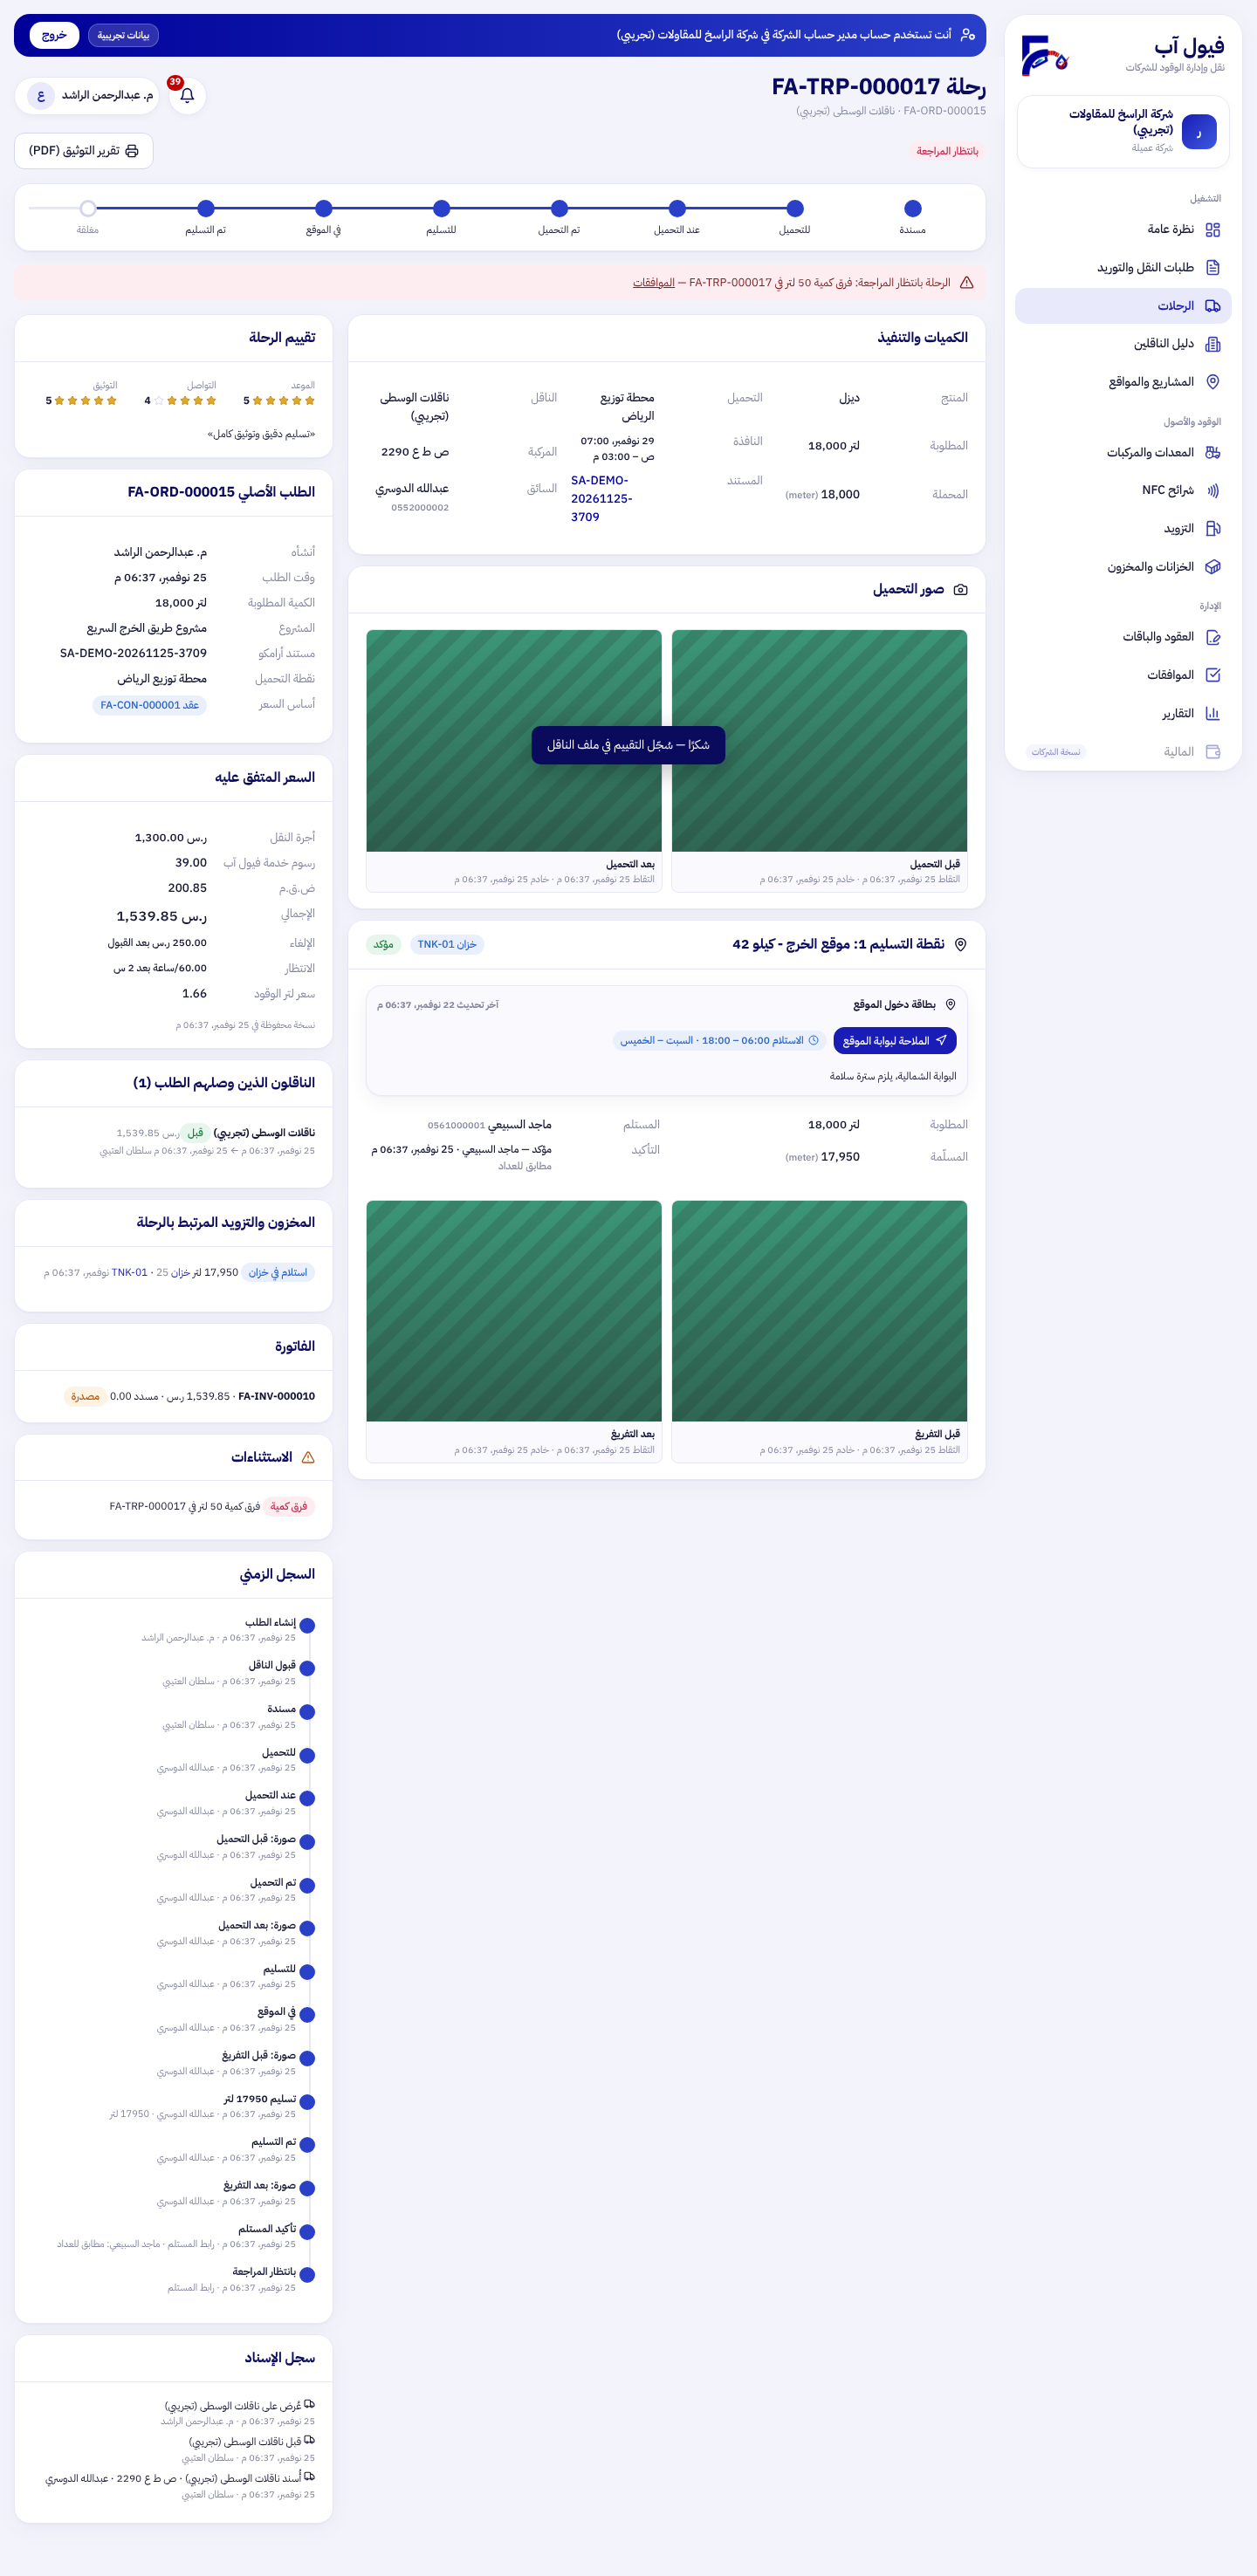 فيول آب
نقل وإدارة الوقود للشركات
شركة الراسخ للمقاولات (تجريبي)
شركة عميلة
ر
التشغيل
نظرة عامة
طلبات النقل والتوريد
الرحلات
دليل الناقلين
المشاريع والمواقع
الوقود والأصول
المعدات والمركبات
شرائح NFC
التزويد
الخزانات والمخزون
الإدارة
العقود والباقات
الموافقات
التقارير
المالية
نسخة الشركات
أنت تستخدم حساب مدير حساب الشركة في شركة الراسخ للمقاولات (تجريبي)
بيانات تجريبية
خروج
رحلة FA-TRP-000017
FA-ORD-000015 · ناقلات الوسطى (تجريبي)
39
م. عبدالرحمن الراشد
ع
بانتظار المراجعة
تقرير التوثيق (PDF)
مسندة
للتحميل
عند التحميل
تم التحميل
للتسليم
في الموقع
تم التسليم
مغلقة
الرحلة بانتظار المراجعة: فرق كمية 50 لتر في FA-TRP-000017 — الموافقات
الكميات والتنفيذ
المنتج
ديزل
المطلوبة
18,000 لتر
المحملة
18,000 (meter)
التحميل
محطة توزيع الرياض
النافذة
29 نوفمبر، 07:00 ص – 03:00 م
المستند
SA-DEMO-20261125-3709
الناقل
ناقلات الوسطى (تجريبي)
المركبة
ص ط ع 2290
السائق
عبدالله الدوسري
0552000002
صور التحميل
قبل التحميل
التقاط 25 نوفمبر، 06:37 م · خادم 25 نوفمبر، 06:37 م
بعد التحميل
التقاط 25 نوفمبر، 06:37 م · خادم 25 نوفمبر، 06:37 م
شكرًا — سُجّل التقييم في ملف الناقل
نقطة التسليم 1: موقع الخرج - كيلو 42
خزان TNK-01
مؤكد
بطاقة دخول الموقع
آخر تحديث 22 نوفمبر، 06:37 م
الملاحة لبوابة الموقع
الاستلام 06:00 – 18:00 · السبت – الخميس
البوابة الشمالية، يلزم سترة سلامة
المطلوبة
18,000 لتر
المسلّمة
17,950 (meter)
المستلم
ماجد السبيعي 0561000001
التأكيد
مؤكد — ماجد السبيعي · 25 نوفمبر، 06:37 م
مطابق للعداد
قبل التفريغ
التقاط 25 نوفمبر، 06:37 م · خادم 25 نوفمبر، 06:37 م
بعد التفريغ
التقاط 25 نوفمبر، 06:37 م · خادم 25 نوفمبر، 06:37 م
تقييم الرحلة
الموعد
5
التواصل
4
التوثيق
5
«تسليم دقيق وتوثيق كامل»
الطلب الأصلي FA-ORD-000015
أنشأه
م. عبدالرحمن الراشد
وقت الطلب
25 نوفمبر، 06:37 م
الكمية المطلوبة
18,000 لتر
المشروع
مشروع طريق الخرج السريع
مستند أرامكو
SA-DEMO-20261125-3709
نقطة التحميل
محطة توزيع الرياض
أساس السعر
عقد FA-CON-000001
السعر المتفق عليه
أجرة النقل
1,300.00 ر.س
رسوم خدمة فيول آب
39.00
ض.ق.م
200.85
الإجمالي
1,539.85 ر.س
الإلغاء
250.00 ر.س بعد القبول
الانتظار
60.00/ساعة بعد 2 س
سعر لتر الوقود
1.66
نسخة محفوظة في 25 نوفمبر، 06:37 م
الناقلون الذين وصلهم الطلب (1)
ناقلات الوسطى (تجريبي) قبل 1,539.85 ر.س
25 نوفمبر، 06:37 م ← 25 نوفمبر، 06:37 م سلطان العتيبي
المخزون والتزويد المرتبط بالرحلة
استلام في خزان 17,950 لتر خزان TNK-01 · 25 نوفمبر، 06:37 م
الفاتورة
FA-INV-000010 · 1,539.85 ر.س · مسدد 0.00 مصدرة
الاستثناءات
فرق كمية فرق كمية 50 لتر في FA-TRP-000017
السجل الزمني
إنشاء الطلب
25 نوفمبر، 06:37 م · م. عبدالرحمن الراشد
قبول الناقل
25 نوفمبر، 06:37 م · سلطان العتيبي
مسندة
25 نوفمبر، 06:37 م · سلطان العتيبي
للتحميل
25 نوفمبر، 06:37 م · عبدالله الدوسري
عند التحميل
25 نوفمبر، 06:37 م · عبدالله الدوسري
صورة: قبل التحميل
25 نوفمبر، 06:37 م · عبدالله الدوسري
تم التحميل
25 نوفمبر، 06:37 م · عبدالله الدوسري
صورة: بعد التحميل
25 نوفمبر، 06:37 م · عبدالله الدوسري
للتسليم
25 نوفمبر، 06:37 م · عبدالله الدوسري
في الموقع
25 نوفمبر، 06:37 م · عبدالله الدوسري
صورة: قبل التفريغ
25 نوفمبر، 06:37 م · عبدالله الدوسري
تسليم 17950 لتر
25 نوفمبر، 06:37 م · عبدالله الدوسري · 17950 لتر
تم التسليم
25 نوفمبر، 06:37 م · عبدالله الدوسري
صورة: بعد التفريغ
25 نوفمبر، 06:37 م · عبدالله الدوسري
تأكيد المستلم
25 نوفمبر، 06:37 م · رابط المستلم · ماجد السبيعي: مطابق للعداد
بانتظار المراجعة
25 نوفمبر، 06:37 م · رابط المستلم
سجل الإسناد
عُرض على ناقلات الوسطى (تجريبي)
25 نوفمبر، 06:37 م · م. عبدالرحمن الراشد
قبل ناقلات الوسطى (تجريبي)
25 نوفمبر، 06:37 م · سلطان العتيبي
أُسند ناقلات الوسطى (تجريبي) · ص ط ع 2290 · عبدالله الدوسري
25 نوفمبر، 06:37 م · سلطان العتيبي